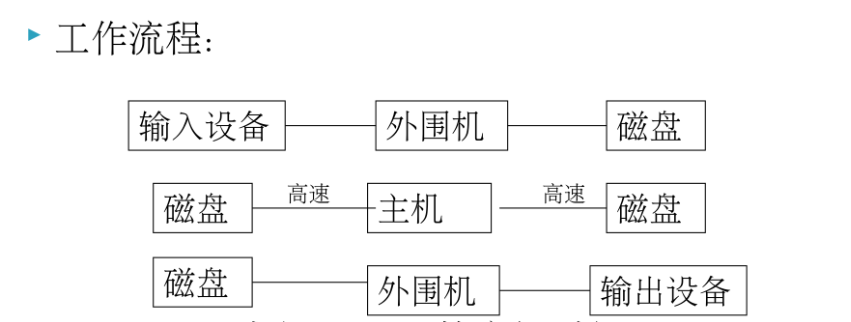 工作流程:
输入设备 外围机 磁盘
磁盘 高速 主机 高速 磁盘
磁盘 外围机 输出设备